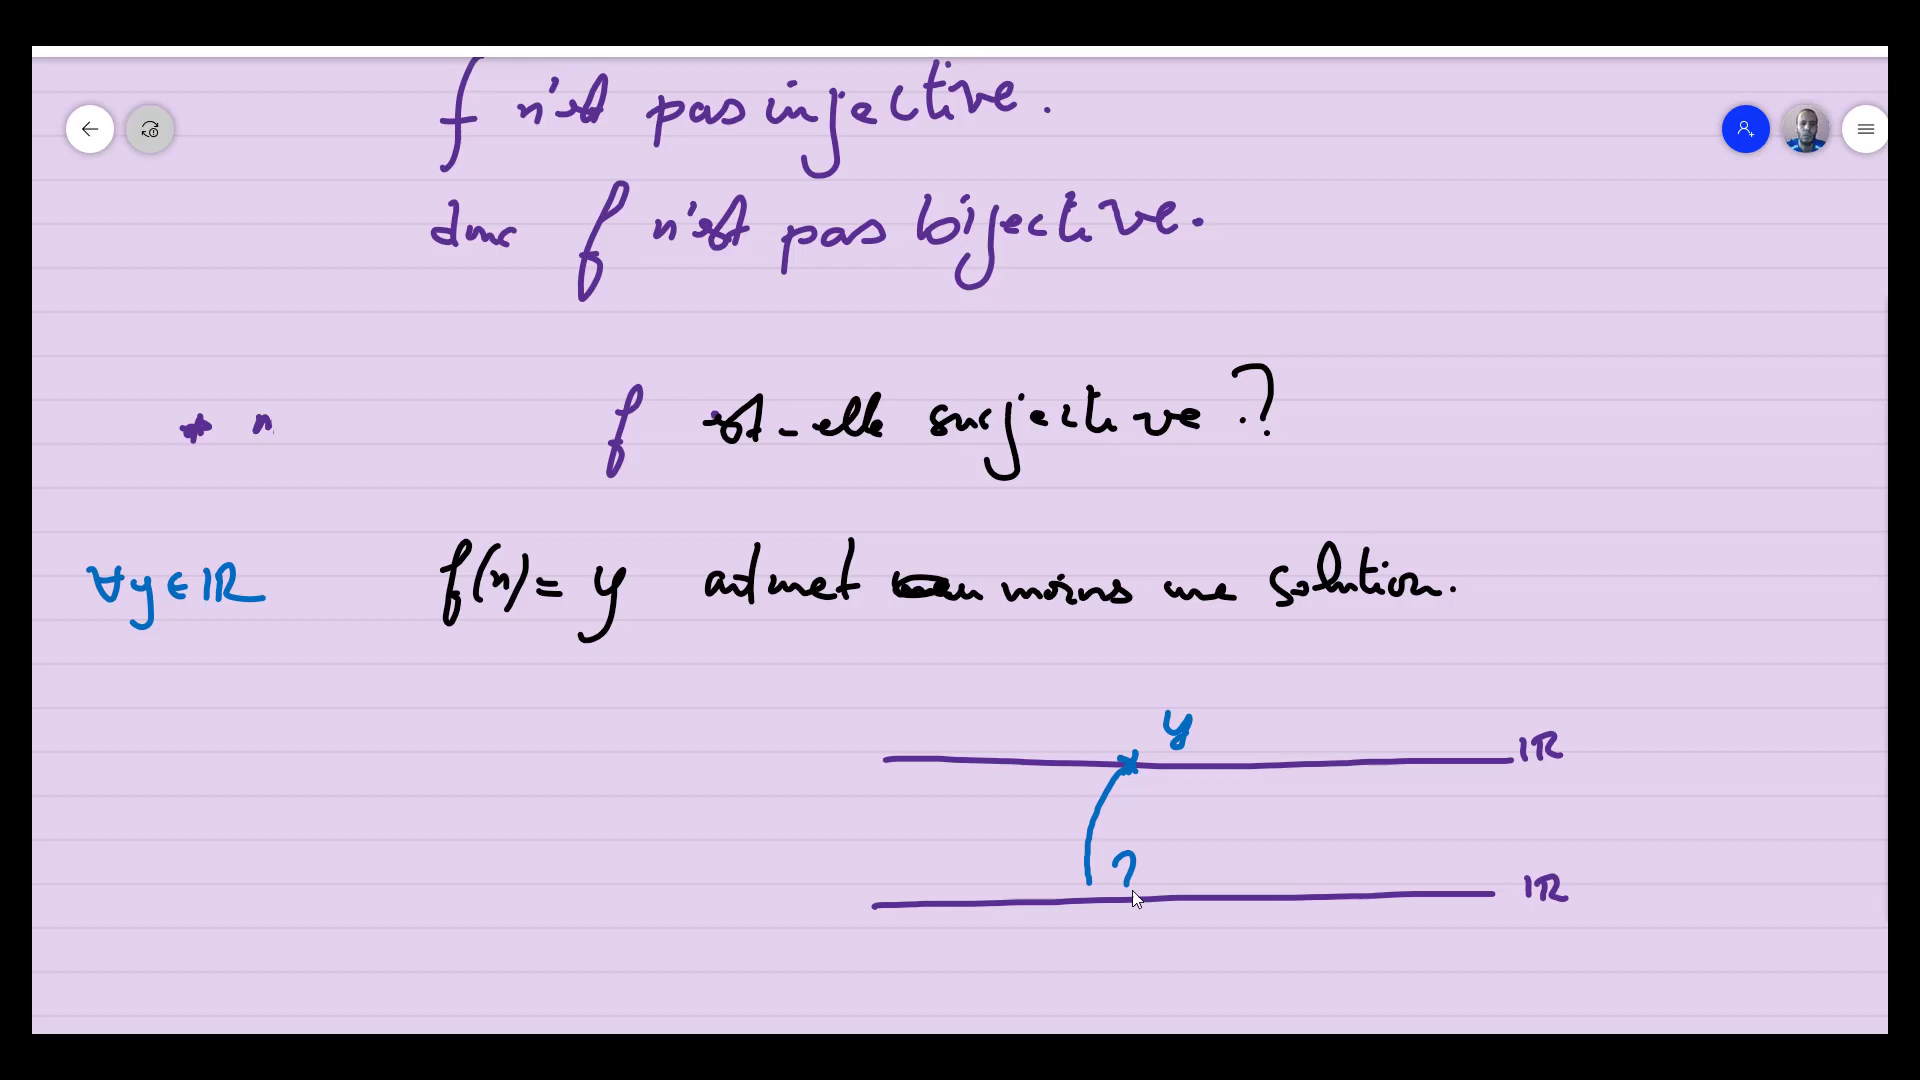 f n'est pas injective.
donc f n'est pas bijective.
* n f est-elle surjective ?
∀y∈ℝ f(n) = y admet au moins une solution.
y
ℝ
?
ℝ